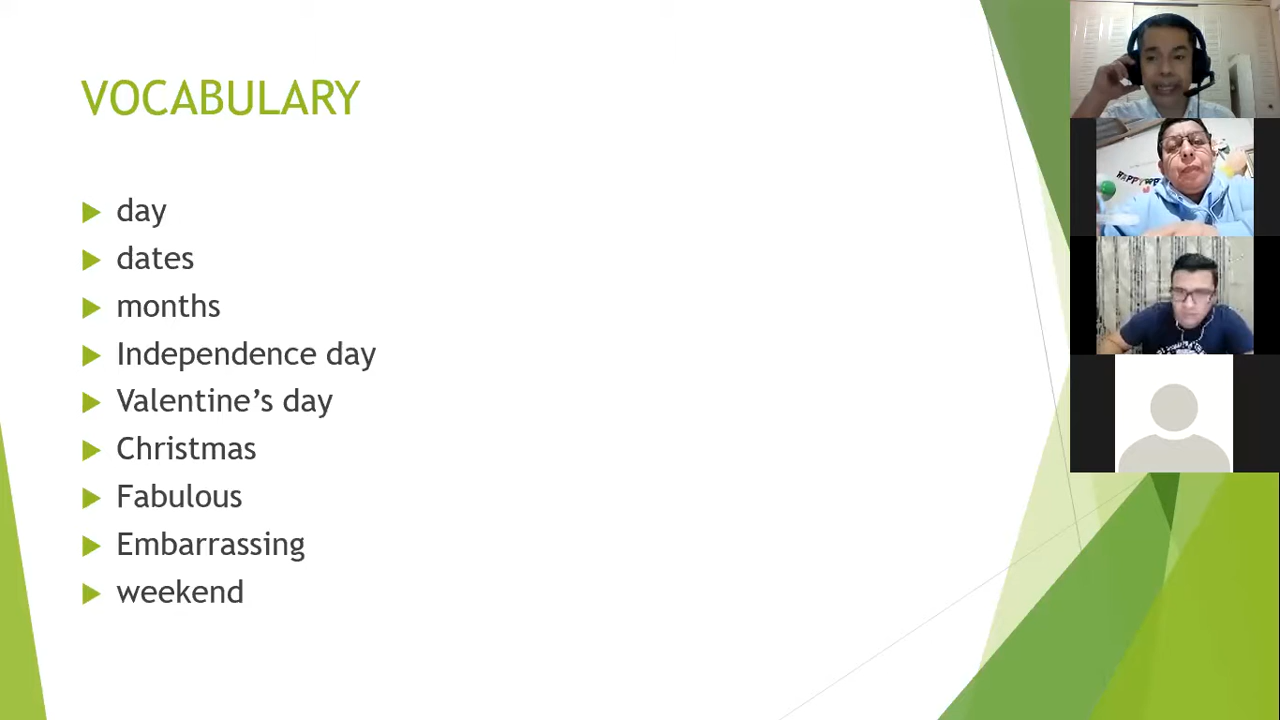 VOCABULARY
day
dates
months
Independence day
Valentine's day
Christmas
Fabulous
Embarrassing
weekend